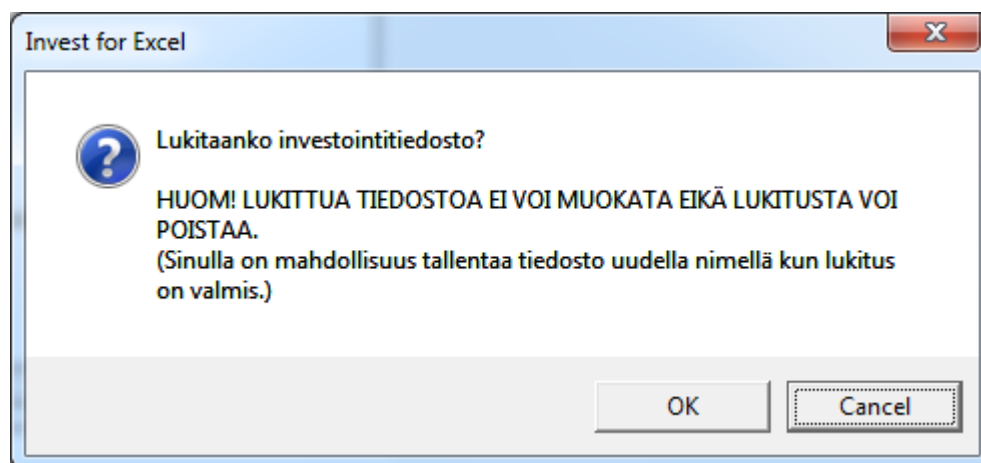 Invest for Excel
Lukitaanko investointitiedosto?
HUOM! LUKITTUA TIEDOSTOA EI VOI MUOKATA EIKÄ LUKITUSTA VOI
POISTAA.
(Sinulla on mahdollisuus tallentaa tiedosto uudella nimellä kun lukitus
on valmis.)
OK
Cancel